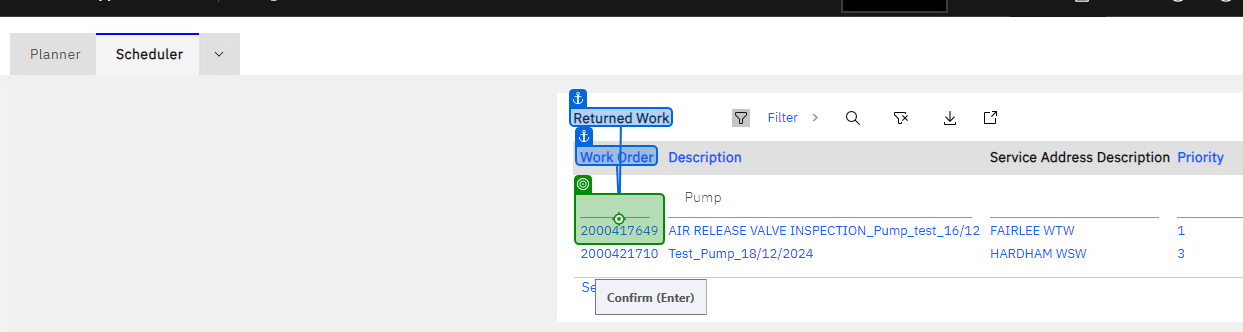 Planner Scheduler
Returned Work Filter
Work Order Description Service Address Description Priority
Pump
2000417649 AIR RELEASE VALVE INSPECTION_Pump_test_16/12 FAIRLEE WTW 1
2000421710 Test_Pump_18/12/2024 HARDHAM WSW 3
Se
Confirm (Enter)